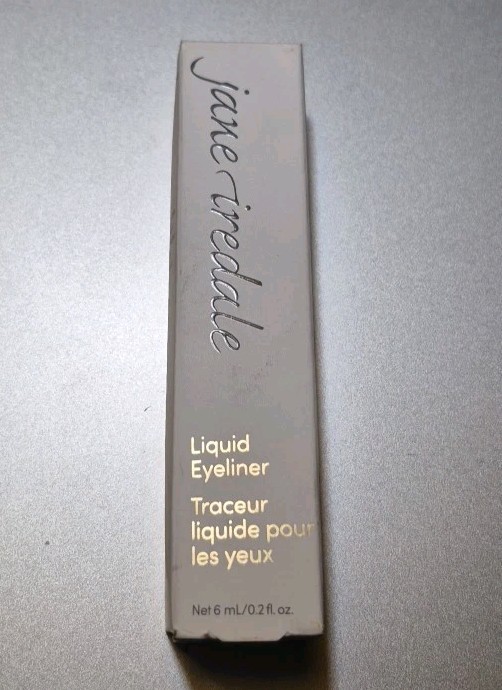 jane iredale
Liquid
Eyeliner
Traceur
liquide pour
les yeux
Net 6 mL/0.2 fl. oz.